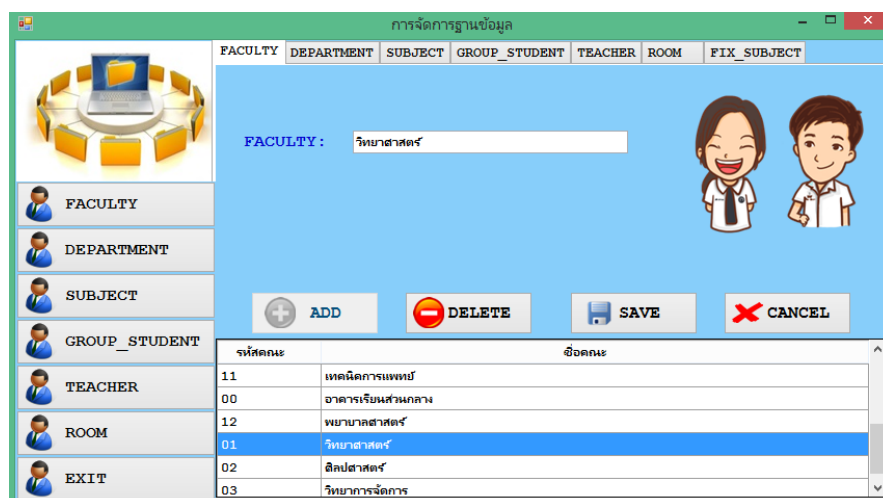 การจัดการฐานข้อมูล
FACULTY DEPARTMENT SUBJECT GROUP_STUDENT TEACHER ROOM FIX_SUBJECT
FACULTY: วิทยาศาสตร์
FACULTY
DEPARTMENT
SUBJECT
GROUP_STUDENT
TEACHER
ROOM
EXIT
ADD DELETE SAVE CANCEL
รหัสคณะ ชื่อคณะ
11 เทคนิคการแพทย์
00 อาคารเรียนส่วนกลาง
12 พยาบาลศาสตร์
01 วิทยาศาสตร์
02 ศิลปศาสตร์
03 วิทยาการจัดการ